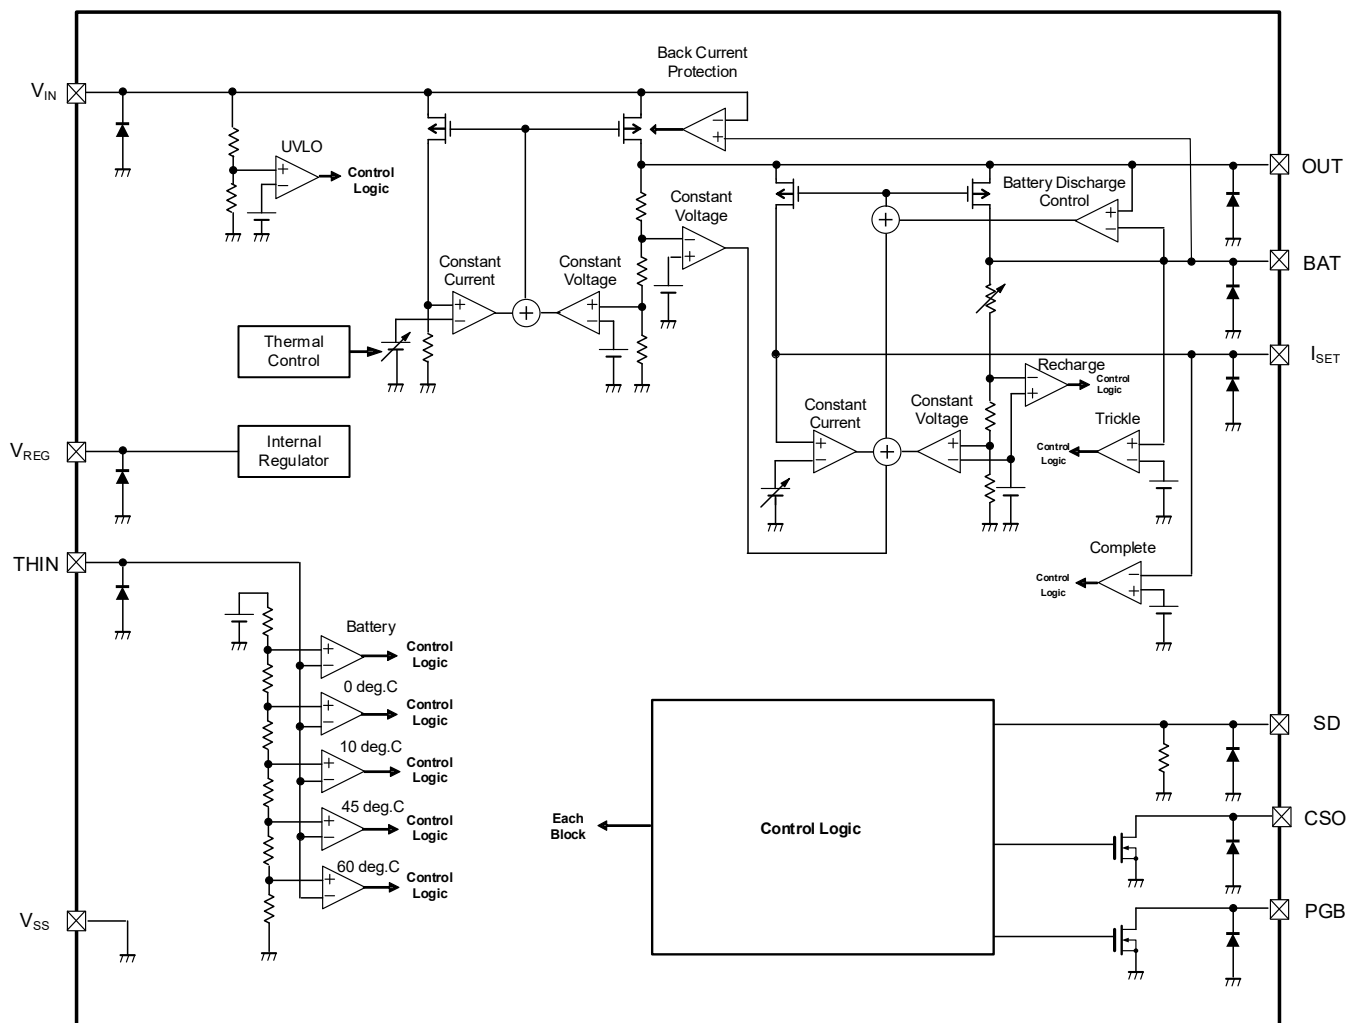 Back Current
Protection
VIN
UVLO
Control
Logic
OUT
Battery Discharge
Control
Constant
Voltage
BAT
Constant
Current
Constant
Voltage
Thermal
Control
ISET
Recharge
Control
Logic
Constant
Current
Constant
Voltage
Trickle
Control
Logic
VREG
Internal
Regulator
Complete
Control
Logic
THIN
Battery
Control
Logic
0 deg.C
Control
Logic
10 deg.C
Control
Logic
45 deg.C
Control
Logic
60 deg.C
Control
Logic
Each
Block
Control Logic
SD
CSO
PGB
VSS